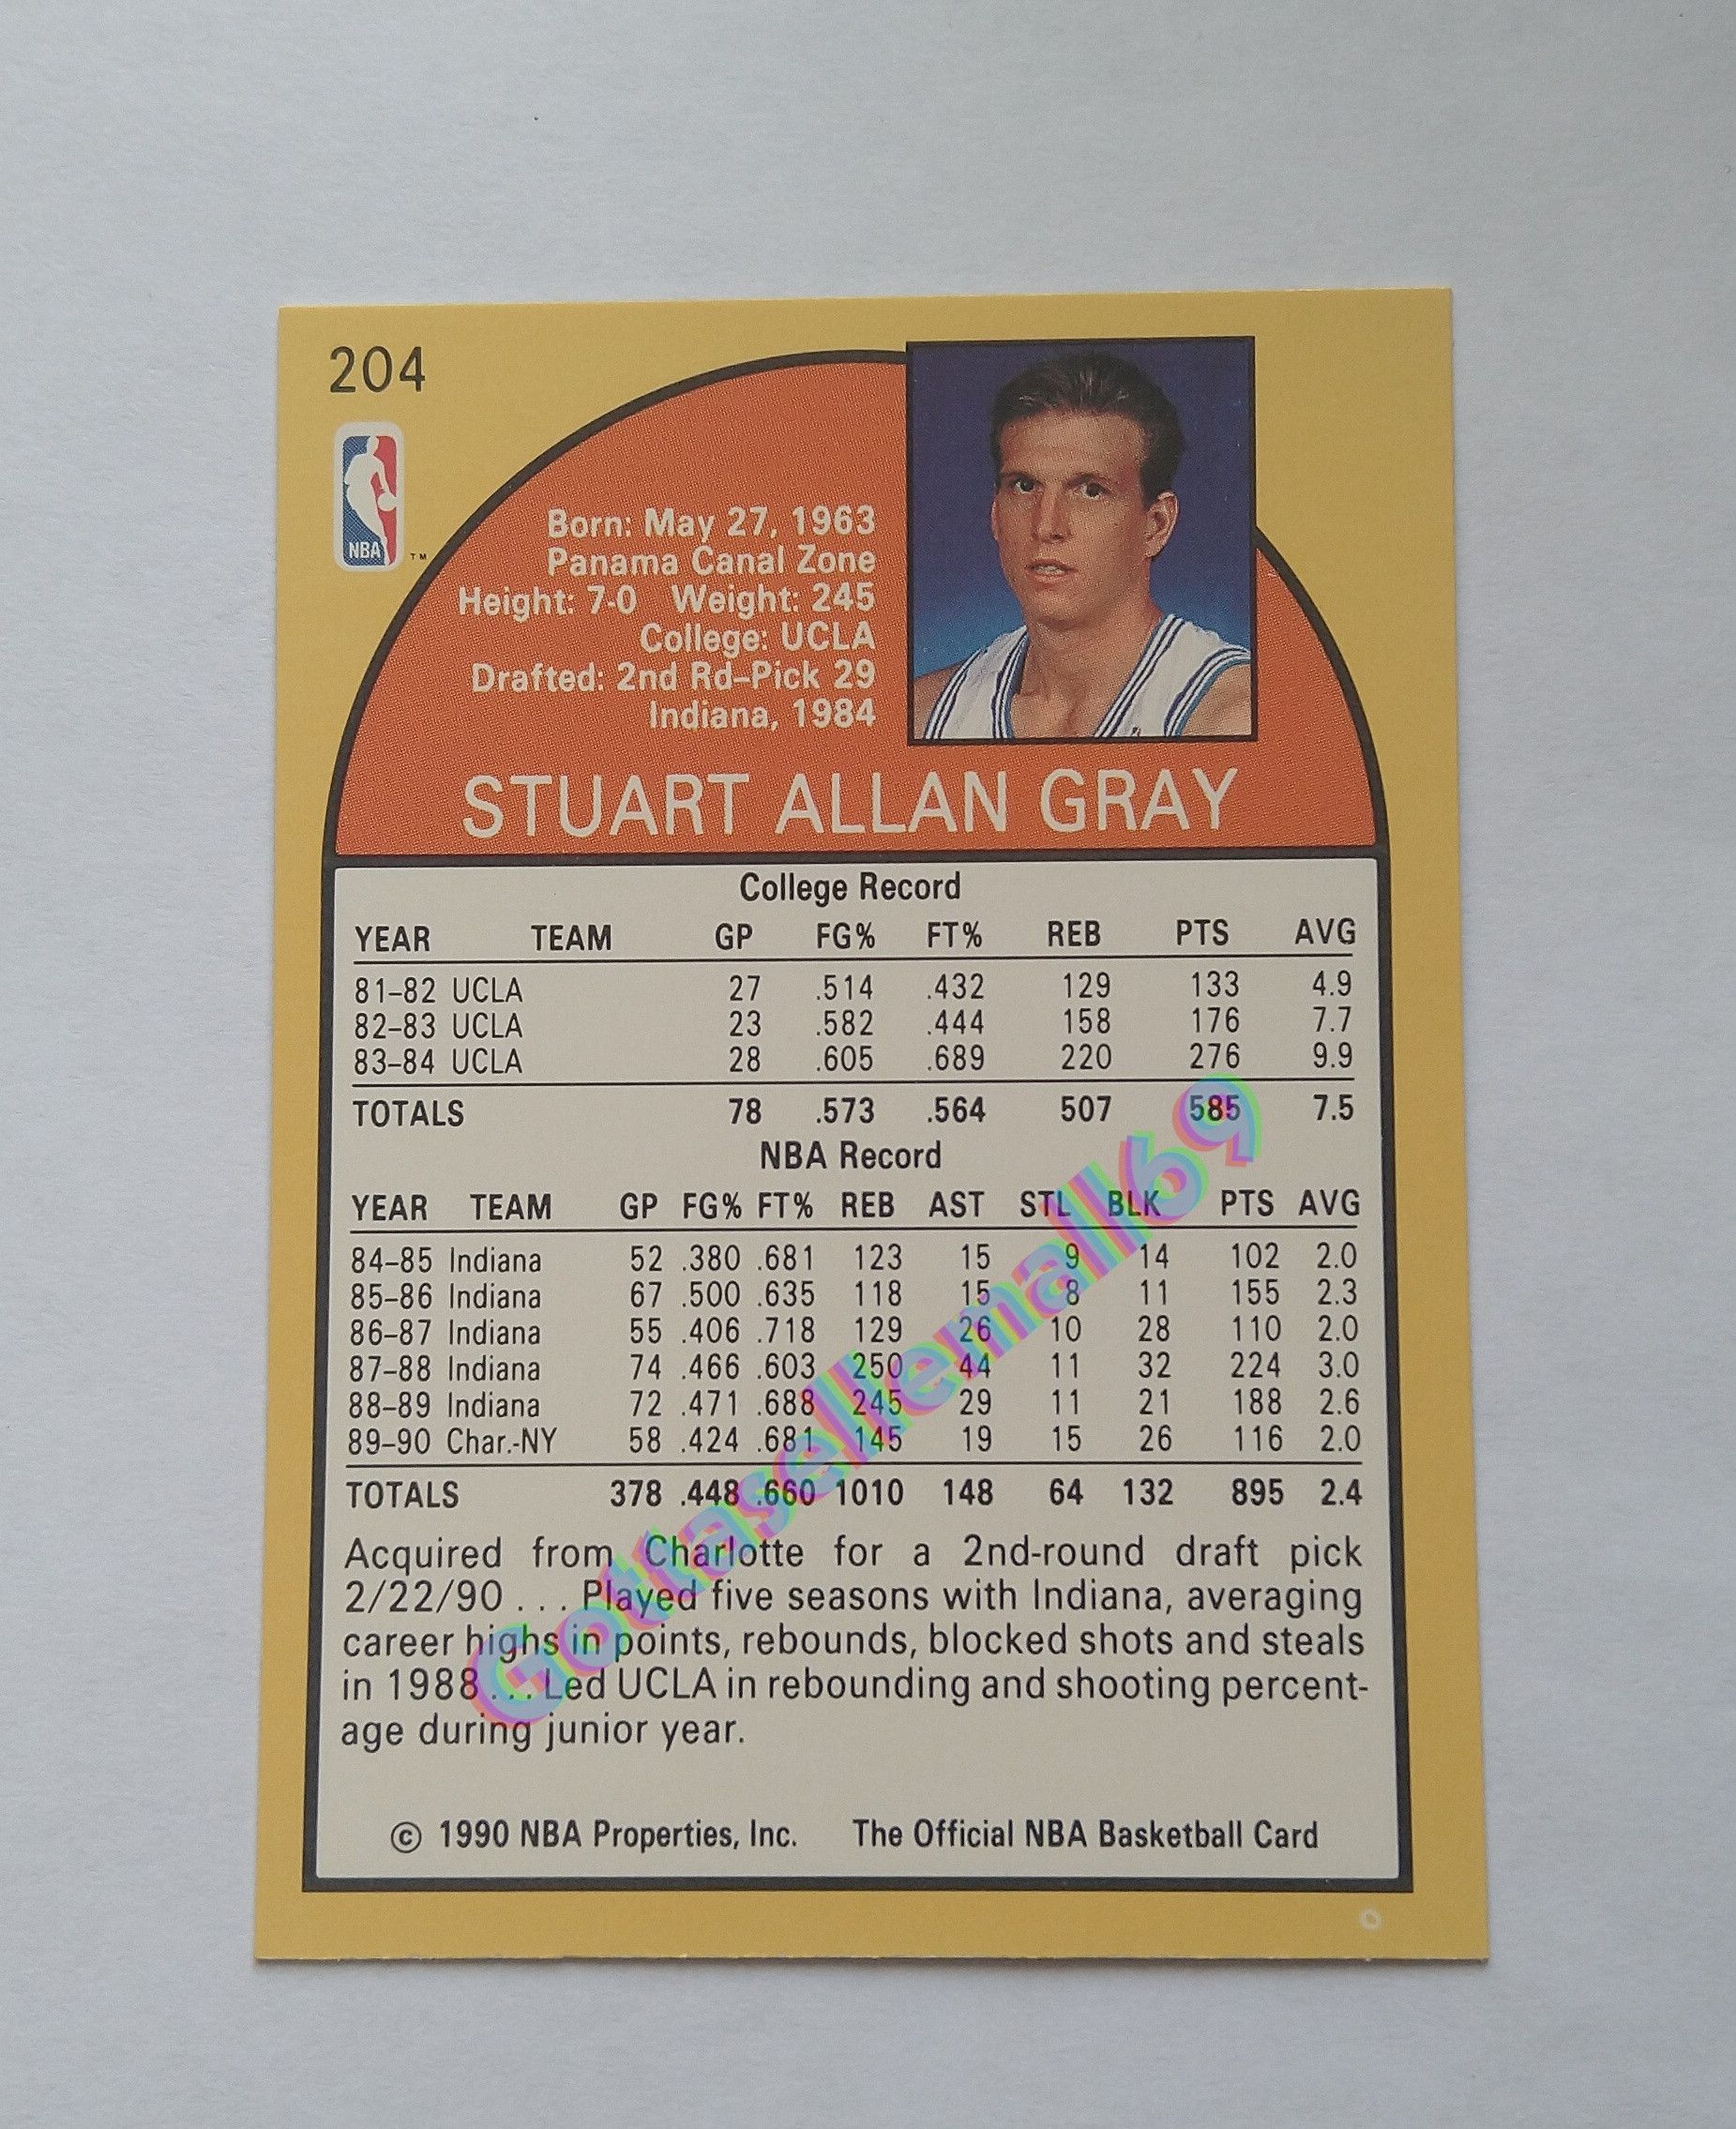 204
NBA
TM
Born: May 27, 1963
Panama Canal Zone
Height: 7-0 Weight: 245
College: UCLA
Drafted: 2nd Rd–Pick 29
Indiana, 1984
STUART ALLAN GRAY
College Record
YEAR TEAM GP FG% FT% REB PTS AVG
81–82 UCLA 27 .514 .432 129 133 4.9
82–83 UCLA 23 .582 .444 158 176 7.7
83–84 UCLA 28 .605 .689 220 276 9.9
TOTALS 78 .573 .564 507 585 7.5
NBA Record
YEAR TEAM GP FG% FT% REB AST STL BLK PTS AVG
84–85 Indiana 52 .380 .681 123 15 9 14 102 2.0
85–86 Indiana 67 .500 .635 118 15 8 11 155 2.3
86–87 Indiana 55 .406 .718 129 26 10 28 110 2.0
87–88 Indiana 74 .466 .603 250 44 11 32 224 3.0
88–89 Indiana 72 .471 .688 245 29 11 21 188 2.6
89–90 Char.-NY 58 .424 .681 145 19 15 26 116 2.0
TOTALS 378 .448 .660 1010 148 64 132 895 2.4
Acquired from Charlotte for a 2nd-round draft pick
2/22/90 . . . Played five seasons with Indiana, averaging
career highs in points, rebounds, blocked shots and steals
in 1988 . . . Led UCLA in rebounding and shooting percent-
age during junior year.
© 1990 NBA Properties, Inc. The Official NBA Basketball Card
Gottasellemall69